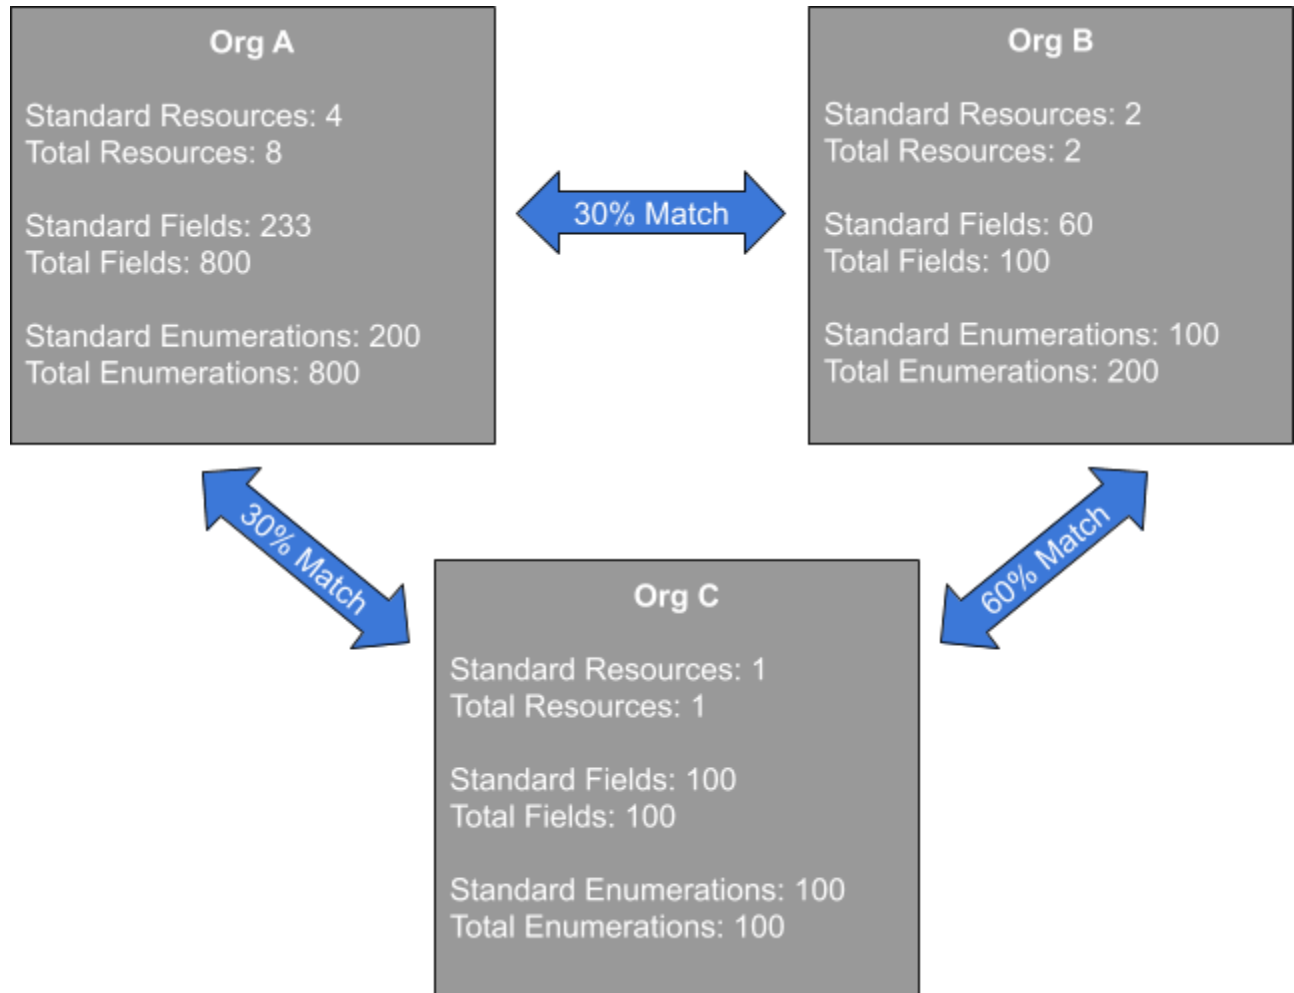 Org A
Standard Resources: 4
Total Resources: 8
Standard Fields: 233
Total Fields: 800
Standard Enumerations: 200
Total Enumerations: 800
30% Match
Org B
Standard Resources: 2
Total Resources: 2
Standard Fields: 60
Total Fields: 100
Standard Enumerations: 100
Total Enumerations: 200
30% Match
60% Match
Org C
Standard Resources: 1
Total Resources: 1
Standard Fields: 100
Total Fields: 100
Standard Enumerations: 100
Total Enumerations: 100